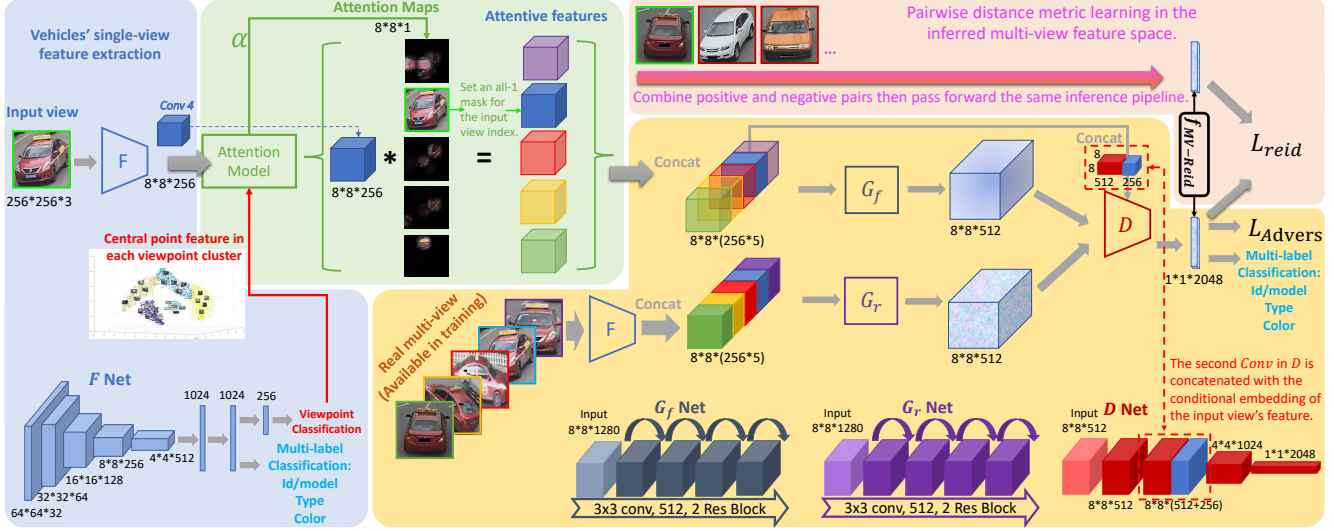 Vehicles' single-view
feature extraction
Input view
Conv 4
F
256*256*3
8*8*256
α
Attention
Model
Attention Maps
8*8*1
Attentive features
Set an all-1
mask for
the input
view index.
8*8*256
*
=
Central point feature in
each viewpoint cluster
F Net
64*64*32
32*32*64
16*16*128
8*8*256
4*4*512
1024
1024
256
Viewpoint
Classification
Multi-label
Classification:
Id/model
Type
Color
Pairwise distance metric learning in the
inferred multi-view feature space.
...
Combine positive and negative pairs then pass forward the same inference pipeline.
f MV−Reid
L reid
Concat
8*8*(256*5)
G f
8*8*512
Concat
8
8
512
256
D
1*1*2048
L Advers
Multi-label
Classification:
Id/model
Type
Color
Real multi-view
(Available in training)
F
Concat
8*8*(256*5)
G r
8*8*512
The second Conv in D is
concatenated with the
conditional embedding of
the input view's feature.
G f Net
Input
8*8*1280
3x3 conv, 512, 2 Res Block
G r Net
Input
8*8*1280
3x3 conv, 512, 2 Res Block
D Net
Input
8*8*512
8*8*512
8*8*(512+256)
4*4*1024
1*1*2048